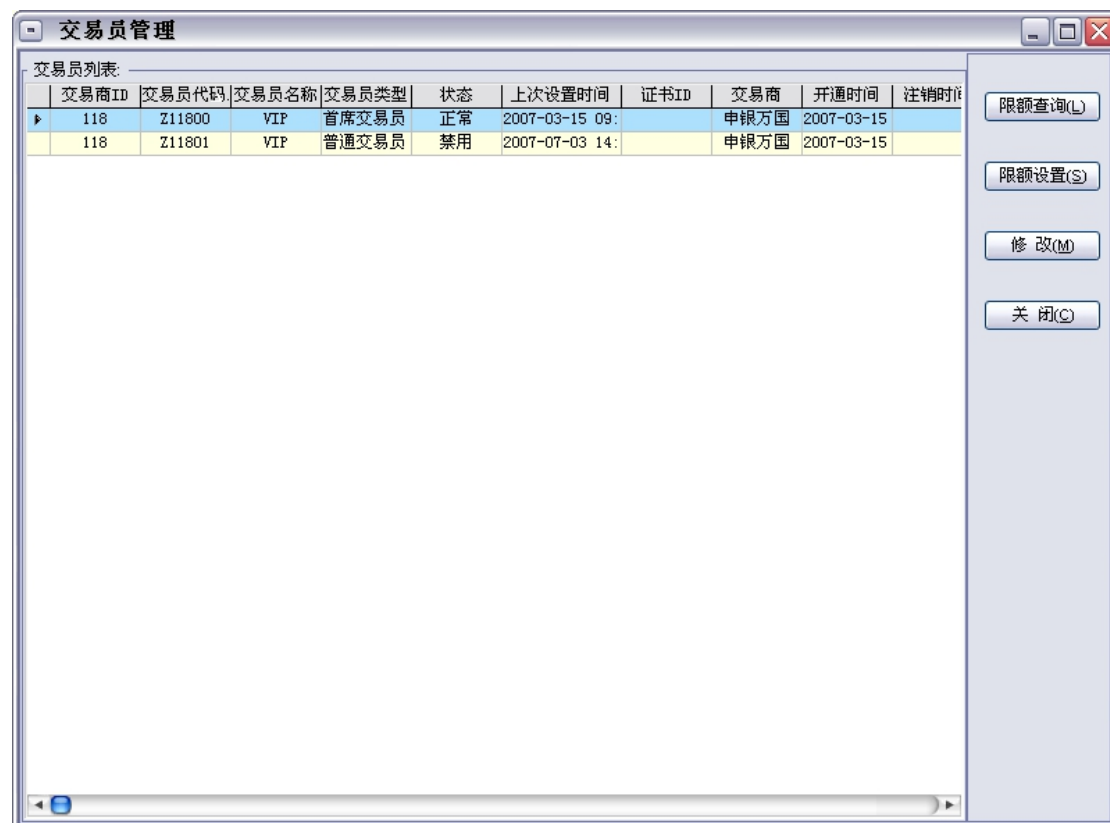 交易员管理
交易员列表:
交易商ID 交易员代码 交易员名称 交易员类型 状态 上次设置时间 证书ID 交易商 开通时间 注销时
118 Z11800 VIP 首席交易员 正常 2007-03-15 09: 申银万国 2007-03-15
118 Z11801 VIP 普通交易员 禁用 2007-07-03 14: 申银万国 2007-03-15
限额查询(L)
限额设置(S)
修 改(M)
关 闭(C)